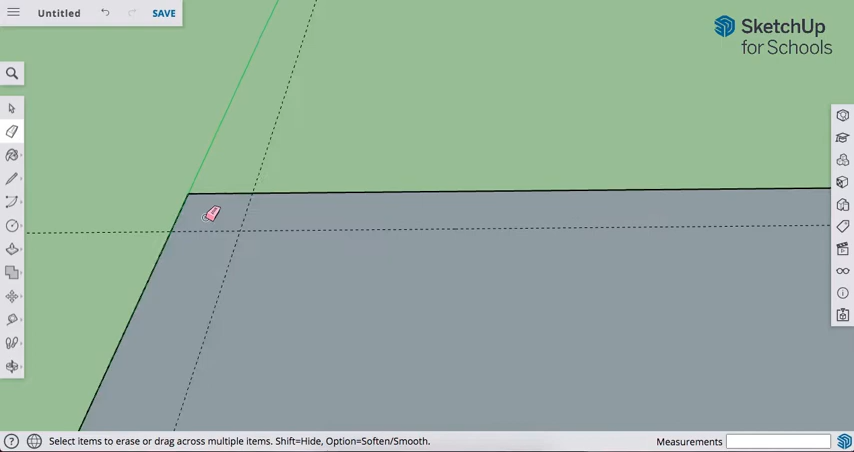 Untitled SAVE
SketchUp
for Schools
Select items to erase or drag across multiple items. Shift=Hide, Option=Soften/Smooth.
Measurements